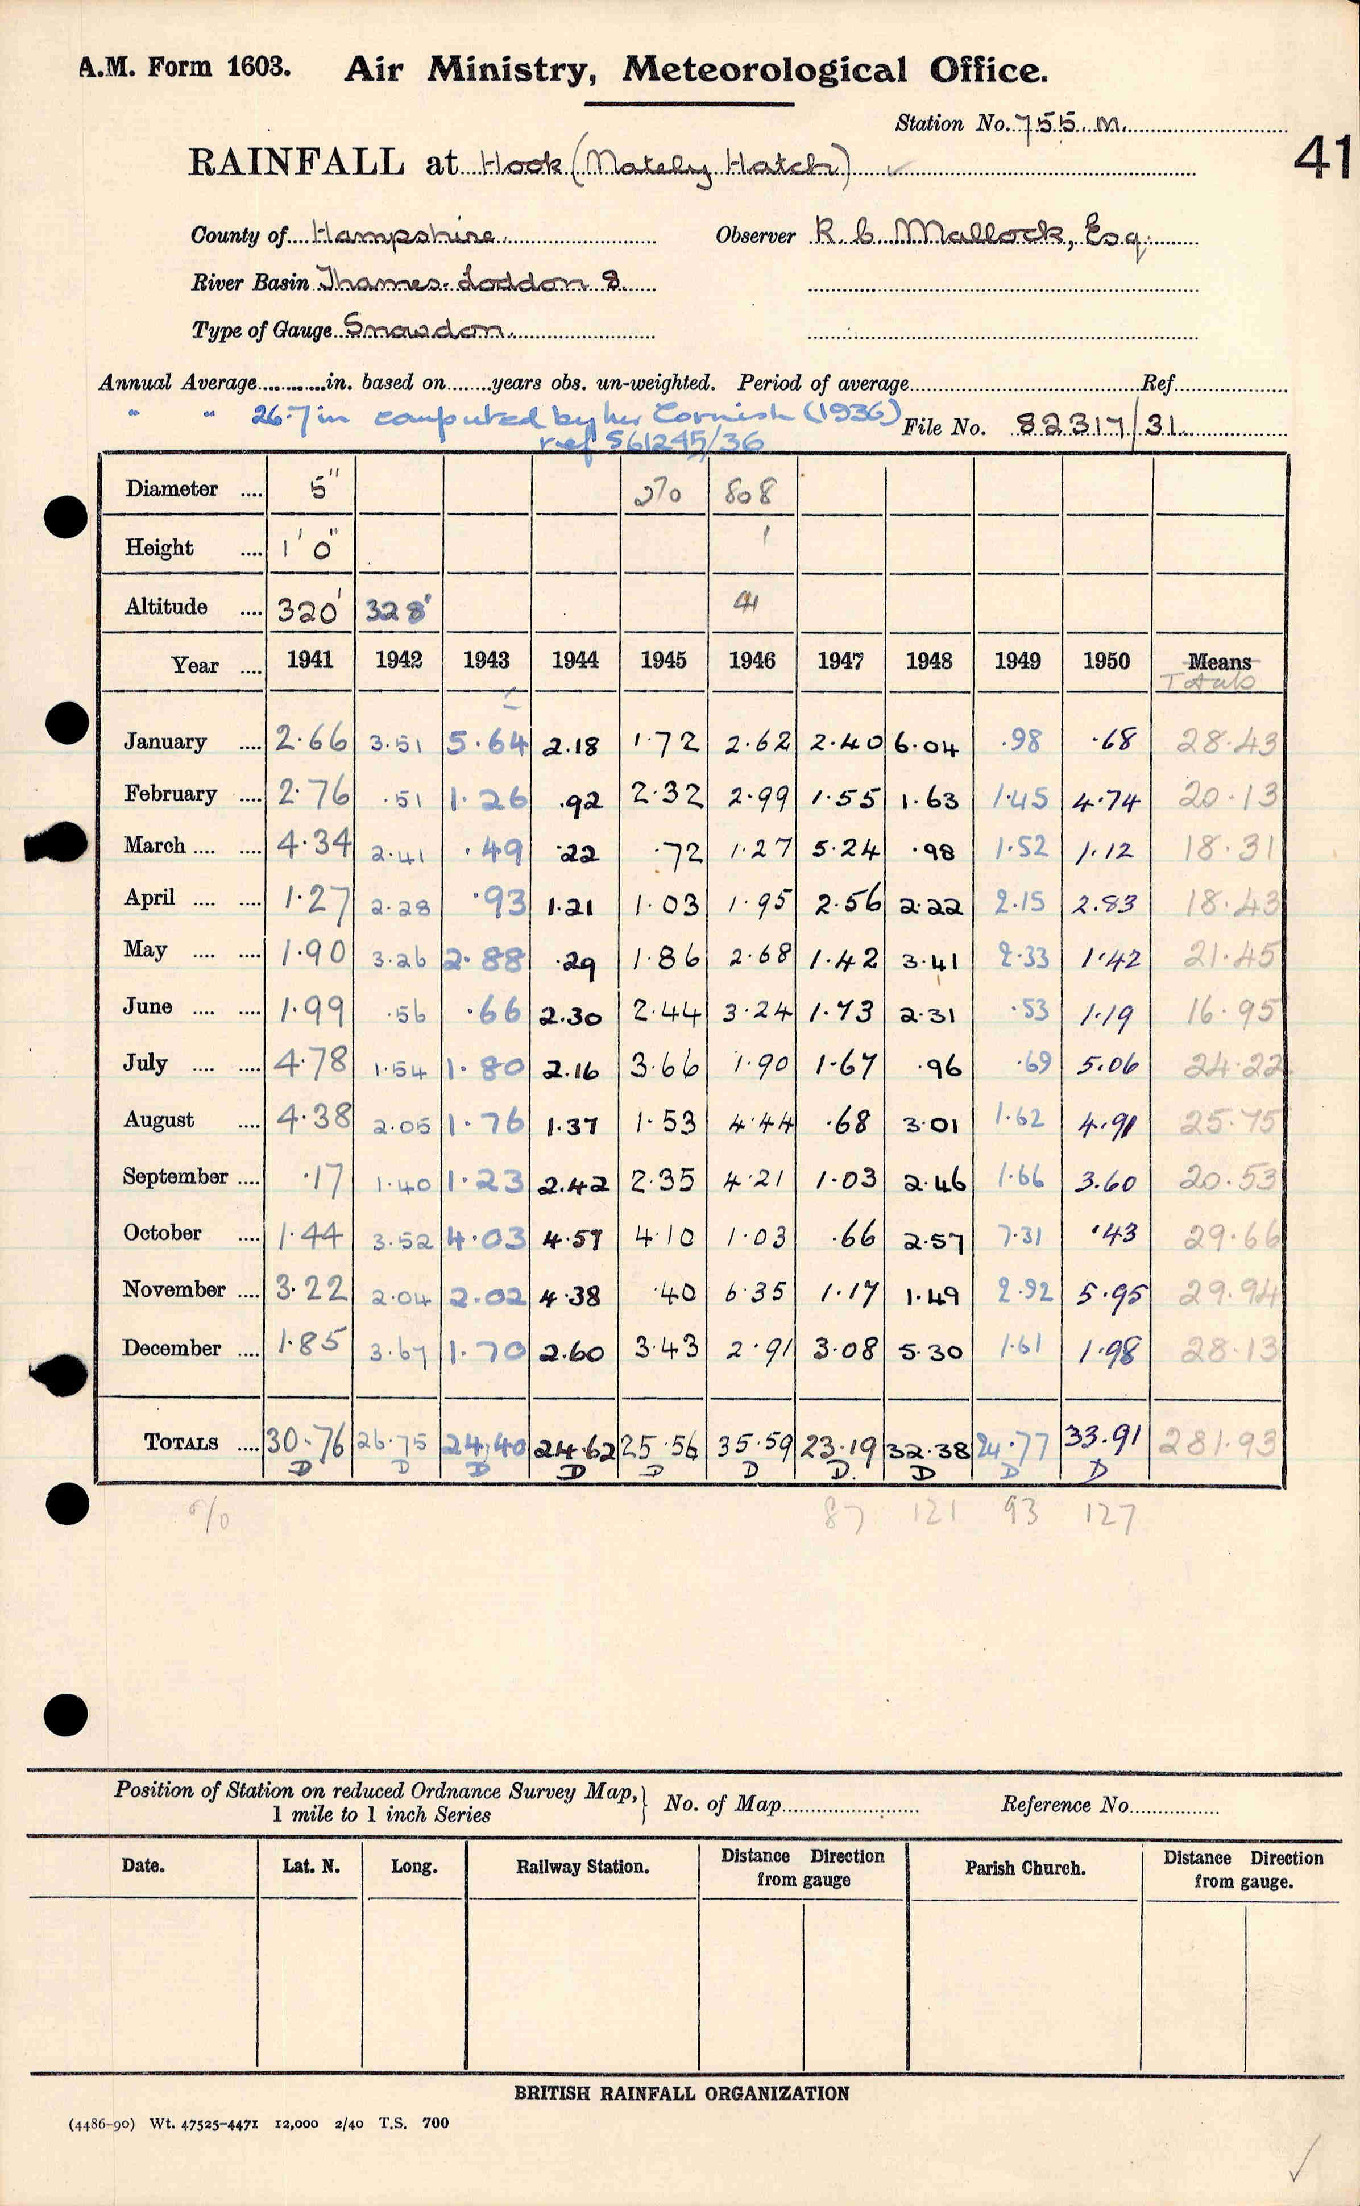 A.M. Form 1603. Air Ministry, Meteorological Office.
Station No. 755 M.
41
RAINFALL at Hook (Mately Hatch) ✓
County of Hampshire Observer R. C. Mallock, Esq.
River Basin Thames. Loddon 8
Type of Gauge Snowdon.
Annual Average in. based on years obs. un-weighted. Period of average Ref
" " 26.7 in computed by Mr Cornish (1936) File No. 82317/31
ref 561245/36
Diameter 5" 270 808
Height 1' 0" 1
Altitude 320' 328' 41
Year 1941 1942 1943 1944 1945 1946 1947 1948 1949 1950 Means
Totals
January 2.66 3.51 5.64 2.18 1.72 2.62 2.40 6.04 .98 .68 28.43
February 2.76 .51 1.26 .92 2.32 2.99 1.55 1.63 1.45 4.74 20.13
March 4.34 2.41 .49 .22 .72 1.27 5.24 .98 1.52 1.12 18.31
April 1.27 2.28 .93 1.21 1.03 1.95 2.56 2.22 2.15 2.83 18.43
May 1.90 3.26 2.88 .29 1.86 2.68 1.42 3.41 2.33 1.42 21.45
June 1.99 .56 .66 2.30 2.44 3.24 1.73 2.31 .53 1.19 16.95
July 4.78 1.54 1.80 2.16 3.66 1.90 1.67 .96 .69 5.06 24.22
August 4.38 2.05 1.76 1.37 1.53 4.44 .68 3.01 1.62 4.91 25.75
September .17 1.40 1.23 2.42 2.35 4.21 1.03 2.46 1.66 3.60 20.53
October 1.44 3.52 4.03 4.57 4.10 1.03 .66 2.57 7.31 .43 29.66
November 3.22 2.04 2.02 4.38 .40 6.35 1.17 1.49 2.92 5.95 29.94
December 1.85 3.67 1.70 2.60 3.43 2.91 3.08 5.30 1.61 1.98 28.13
TOTALS 30.76 26.75 24.40 24.62 25.56 35.59 23.19 32.38 24.77 33.91 281.93
D D D D D D D. D D D
% 87 121 93 127
Position of Station on reduced Ordnance Survey Map, No. of Map Reference No.
1 mile to 1 inch Series
Date. Lat. N. Long. Railway Station. Distance Direction from gauge Parish Church. Distance Direction from gauge.
BRITISH RAINFALL ORGANIZATION
(4486-90) Wt. 47525-4471 12,000 2/40 T.S. 700
✓